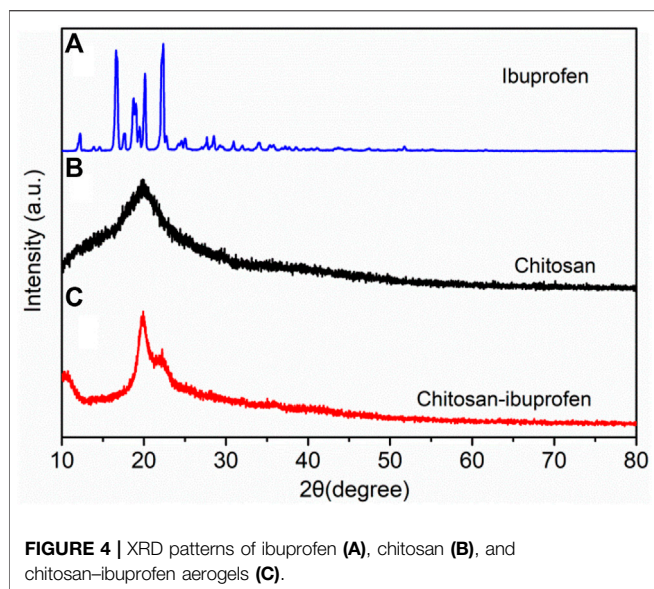 A
Ibuprofen
B
Chitosan
C
Chitosan-ibuprofen
Intensity (a.u.)
10 20 30 40 50 60 70 80
2θ(degree)
FIGURE 4 | XRD patterns of ibuprofen (A), chitosan (B), and
chitosan–ibuprofen aerogels (C).